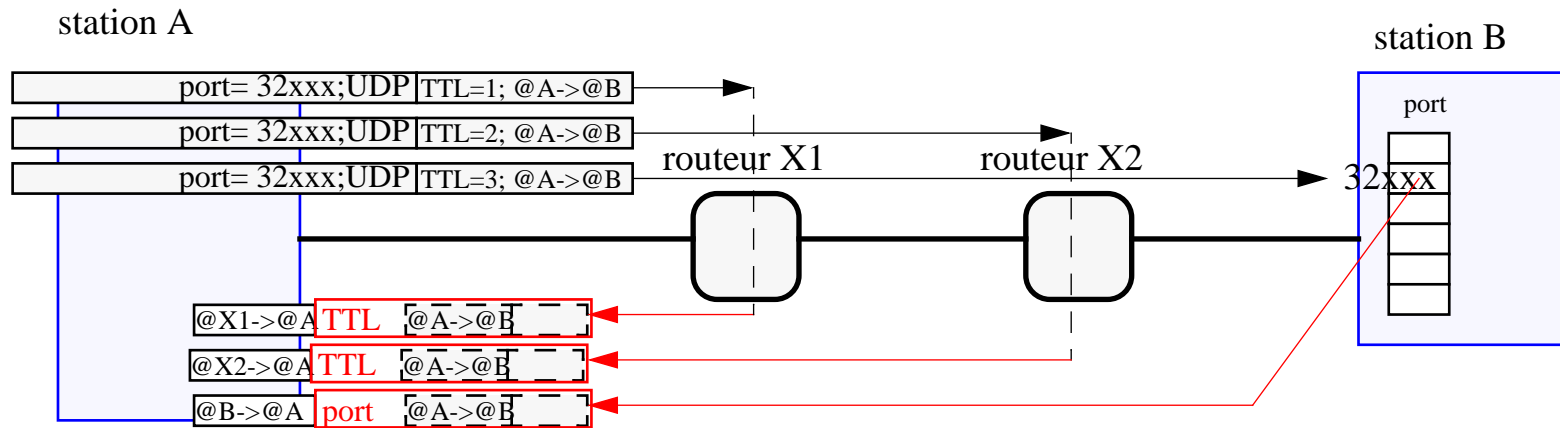 station A
station B
port= 32xxx;UDP TTL=1; @A->@B
port
port= 32xxx;UDP TTL=2; @A->@B
routeur X1
routeur X2
port= 32xxx;UDP TTL=3; @A->@B
32xxx
@X1->@A TTL @A->@B
@X2->@A TTL @A->@B
@B->@A port @A->@B